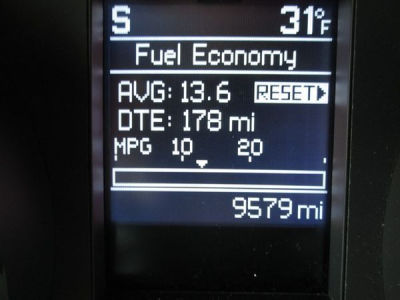 S 31°F
Fuel Economy
AVG: 13.6 RESET
DTE: 178 mi
MPG 10 20
9579 mi